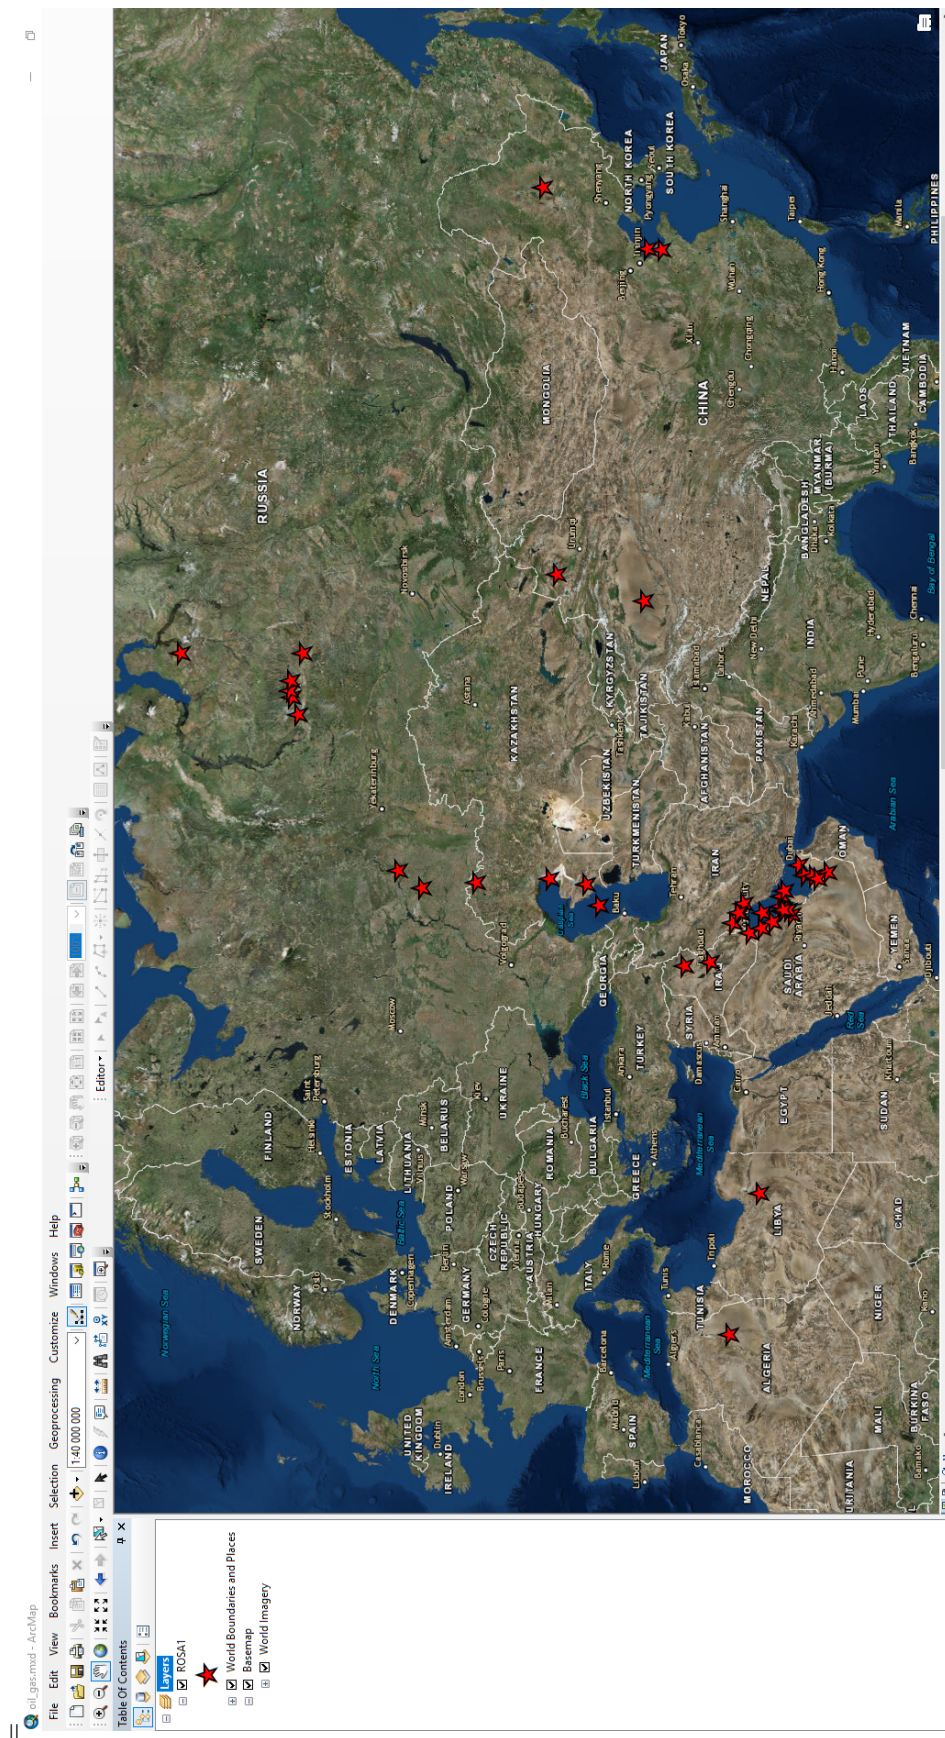 oil_gas.mxd - ArcMap
File Edit View Bookmarks Insert Selection Geoprocessing Customize Windows Help
1:40 000 000
Editor
Table Of Contents
Layers
ROSA1
World Boundaries and Places
Basemap
World Imagery
Norwegian Sea
RUSSIA
FINLAND
SWEDEN
NORWAY
Oslo
Stockholm
Helsinki
Saint Petersburg
ESTONIA
LATVIA
LITHUANIA
Vilnius
Minsk
BELARUS
Moscow
Yekaterinburg
Novosibirsk
North Sea
Baltic Sea
DENMARK
Copenhagen
UNITED KINGDOM
IRELAND
Dublin
London
Amsterdam
Brussels
Cologne
Paris
Berlin
GERMANY
POLAND
Warsaw
Kiev
UKRAINE
CZECH REPUBLIC
Vienna
AUSTRIA
HUNGARY
Budapest
FRANCE
Milan
ITALY
Rome
ROMANIA
Bucharest
BULGARIA
Black Sea
Volgograd
Astana
KAZAKHSTAN
MONGOLIA
Urumqi
Barcelona
Madrid
SPAIN
Lisbon
Mediterranean Sea
GREECE
Athens
Istanbul
Ankara
TURKEY
GEORGIA
Baku
UZBEKISTAN
TURKMENISTAN
Tashkent
KYRGYZSTAN
TAJIKISTAN
Shenyang
NORTH KOREA
Pyongyang
Seoul
SOUTH KOREA
JAPAN
Osaka
Tokyo
Beijing
Tianjin
Casablanca
MOROCCO
Algiers
ALGERIA
Tunis
TUNISIA
Tripoli
LIBYA
Mediterranean Sea
Cairo
EGYPT
Damascus
Amman
SYRIA
IRAQ
Tehran
IRAN
Kabul
AFGHANISTAN
Islamabad
Lahore
PAKISTAN
Karachi
New Delhi
NEPAL
INDIA
Ahmedabad
Mumbai
Pune
Hyderabad
Bengaluru
Chennai
Xi'an
CHINA
Chengdu
Chongqing
Wuhan
Shanghai
Taipei
Hong Kong
Hanoi
SAUDI ARABIA
Jeddah
Red Sea
Dubai
OMAN
YEMEN
Sanaa
Djibouti
Arabian Sea
BANGLADESH
Dhaka
Kolkata
MYANMAR (BURMA)
Yangon
Bay of Bengal
LAOS
THAILAND
Bangkok
VIETNAM
CAMBODIA
Manila
PHILIPPINES
MALI
Bamako
BURKINA FASO
NIGER
Kano
CHAD
SUDAN
Khartoum